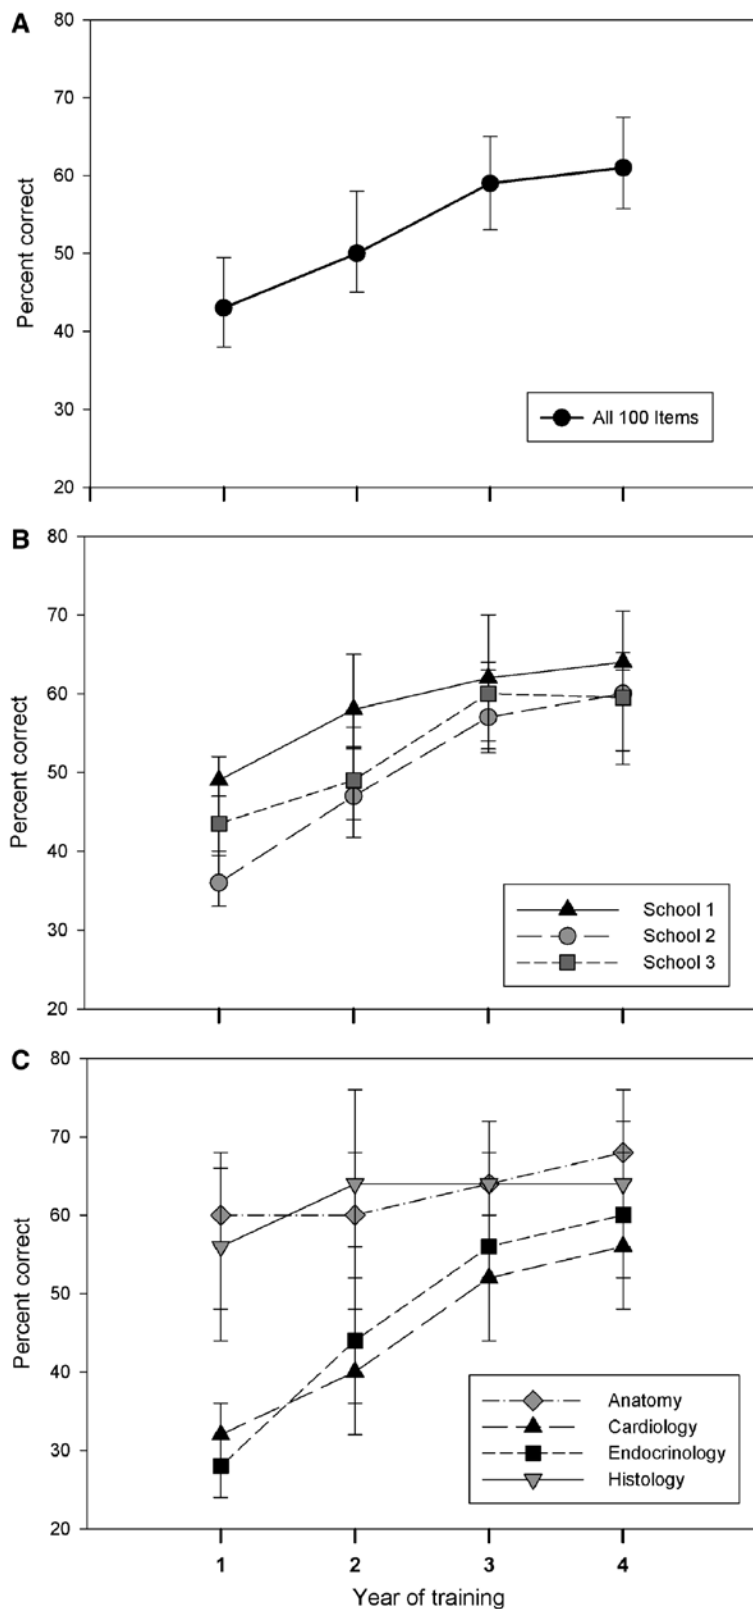 A
80
70
60
50
40
30
20
Percent correct
All 100 Items
B
80
70
60
50
40
30
20
Percent correct
School 1
School 2
School 3
C
80
70
60
50
40
30
20
Percent correct
Anatomy
Cardiology
Endocrinology
Histology
1 2 3 4
Year of training